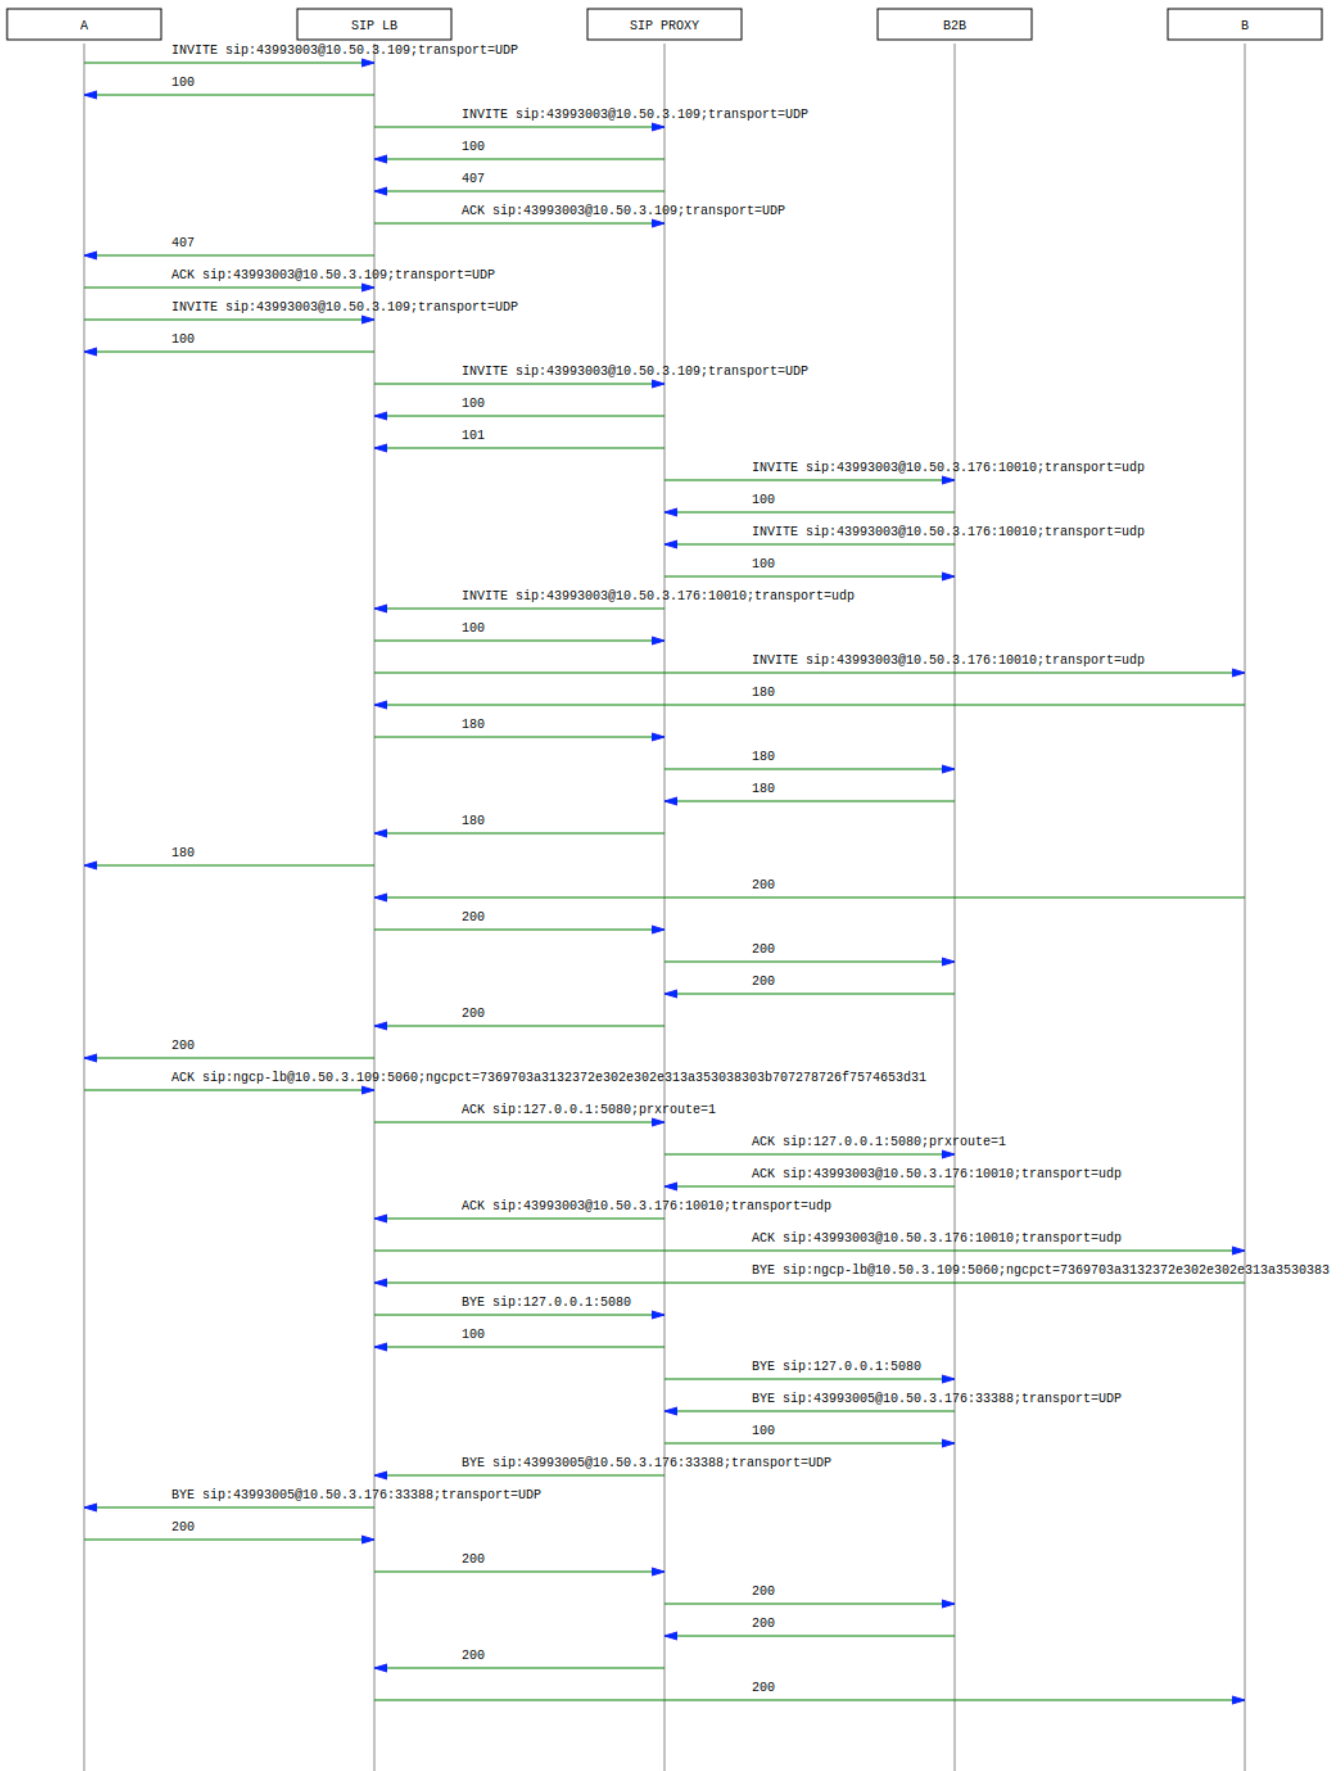 A
SIP LB
SIP PROXY
B2B
B
INVITE sip:43993003@10.50.3.109;transport=UDP
100
INVITE sip:43993003@10.50.3.109;transport=UDP
100
407
ACK sip:43993003@10.50.3.109;transport=UDP
407
ACK sip:43993003@10.50.3.109;transport=UDP
INVITE sip:43993003@10.50.3.109;transport=UDP
100
INVITE sip:43993003@10.50.3.109;transport=UDP
100
101
INVITE sip:43993003@10.50.3.176:10010;transport=udp
100
INVITE sip:43993003@10.50.3.176:10010;transport=udp
100
INVITE sip:43993003@10.50.3.176:10010;transport=udp
100
INVITE sip:43993003@10.50.3.176:10010;transport=udp
180
180
180
180
180
180
200
200
200
200
200
200
ACK sip:ngcp-lb@10.50.3.109:5060;ngcpct=7369703a3132372e302e302e313a353038303b707278726f7574653d31
ACK sip:127.0.0.1:5080;prxroute=1
ACK sip:127.0.0.1:5080;prxroute=1
ACK sip:43993003@10.50.3.176:10010;transport=udp
ACK sip:43993003@10.50.3.176:10010;transport=udp
ACK sip:43993003@10.50.3.176:10010;transport=udp
BYE sip:ngcp-lb@10.50.3.109:5060;ngcpct=7369703a3132372e302e302e313a3530383
BYE sip:127.0.0.1:5080
100
BYE sip:127.0.0.1:5080
BYE sip:43993005@10.50.3.176:33388;transport=UDP
100
BYE sip:43993005@10.50.3.176:33388;transport=UDP
BYE sip:43993005@10.50.3.176:33388;transport=UDP
200
200
200
200
200
200